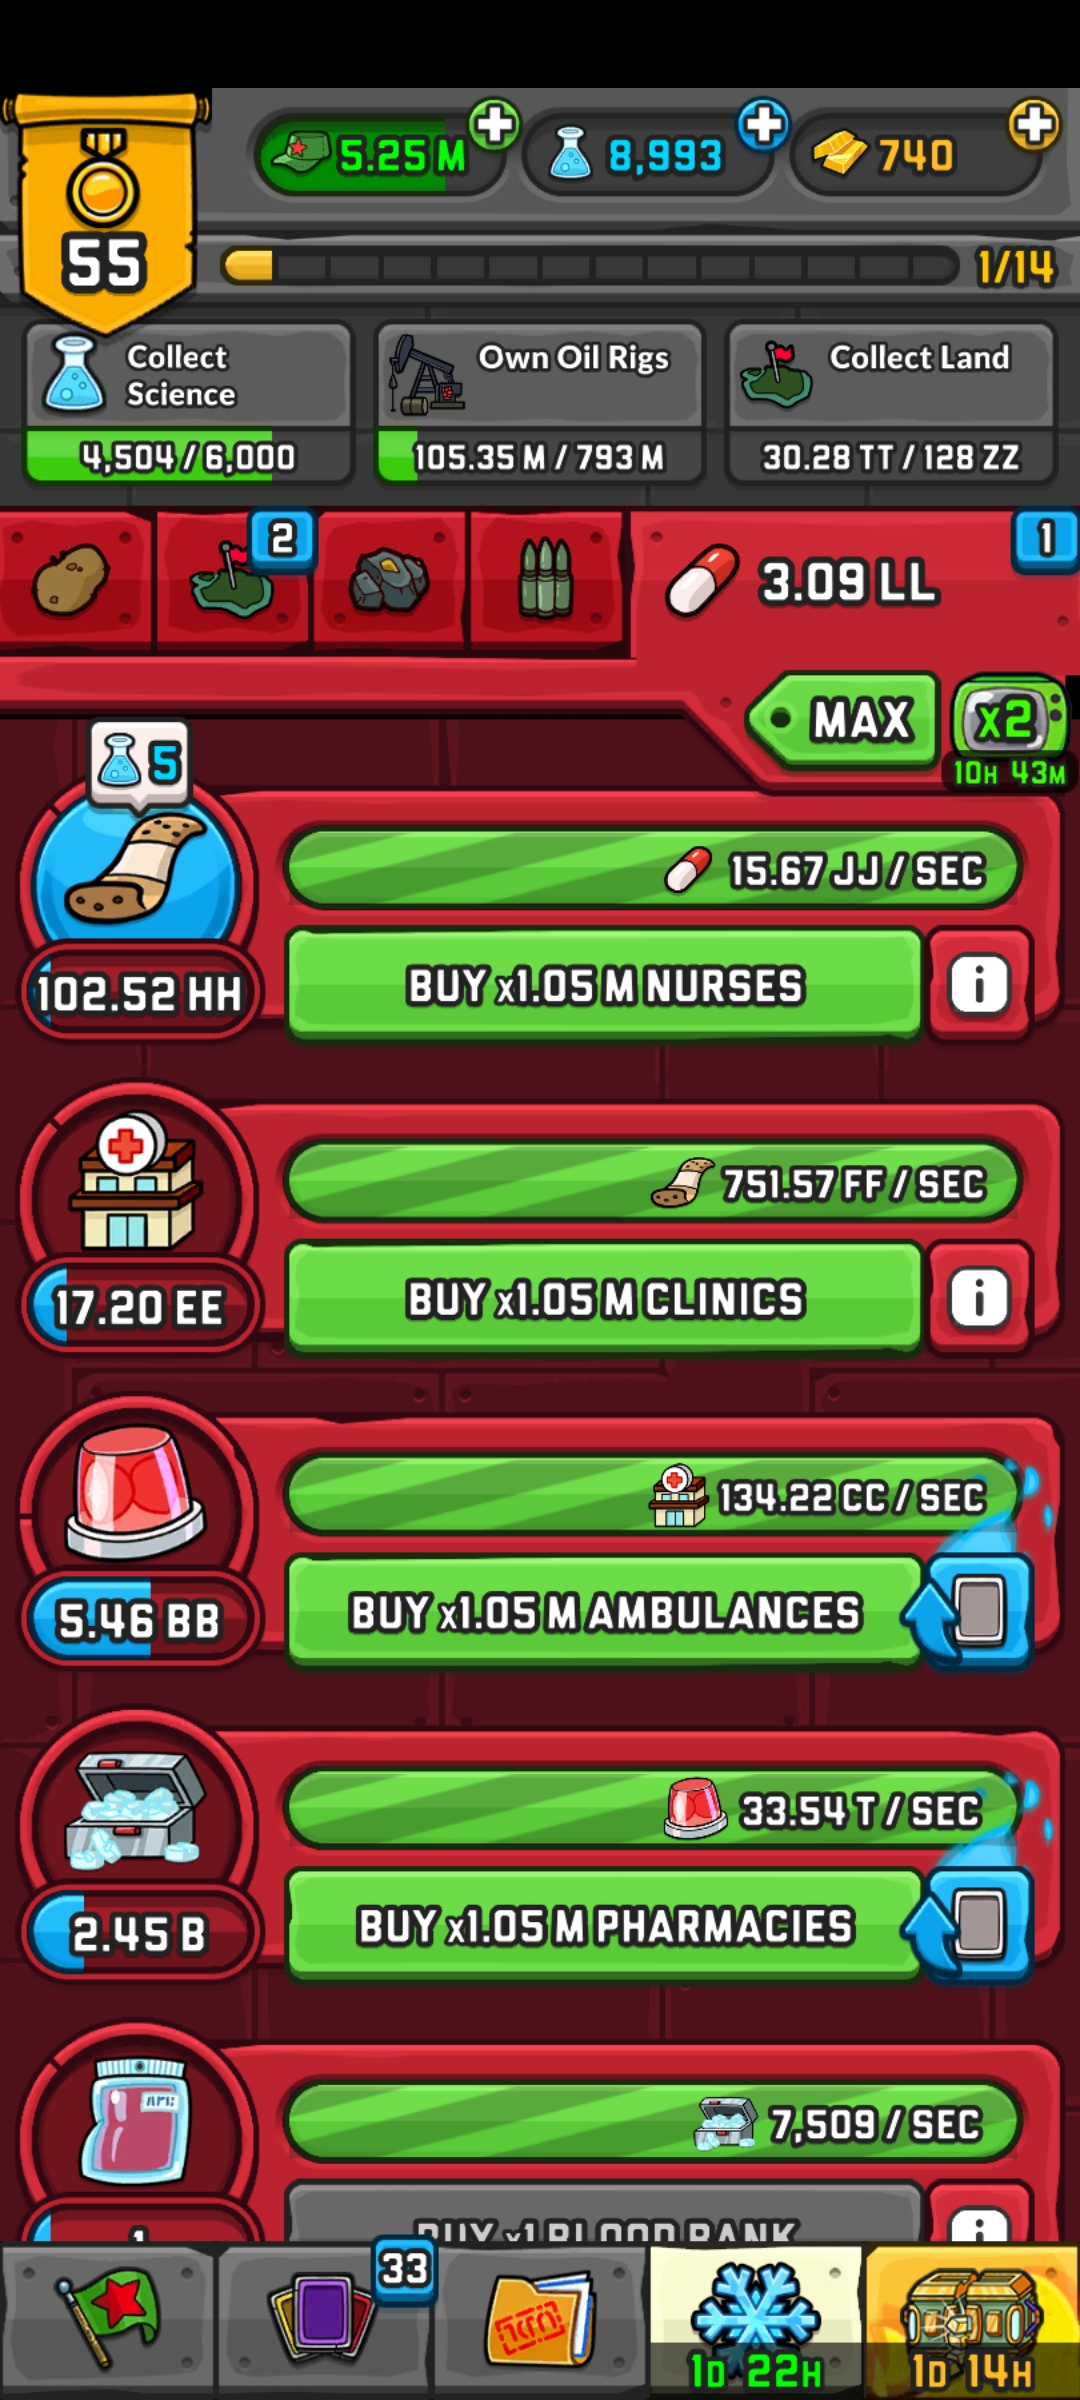 5.25 M
8,993
740
55
1/14
Collect
Science
4,504 / 6,000
Own Oil Rigs
105.35 M / 793 M
Collect Land
30.28 TT / 128 ZZ
2
3.09 LL
1
MAX
x2
10H 43M
5
15.67 JJ / SEC
102.52 HH
BUY x1.05 M NURSES
i
751.57 FF / SEC
17.20 EE
BUY x1.05 M CLINICS
i
134.22 CC / SEC
5.46 BB
BUY x1.05 M AMBULANCES
33.54 T / SEC
2.45 B
BUY x1.05 M PHARMACIES
7,509 / SEC
1
BUY x1 BLOOD BANK
i
33
1D 22H
1D 14H